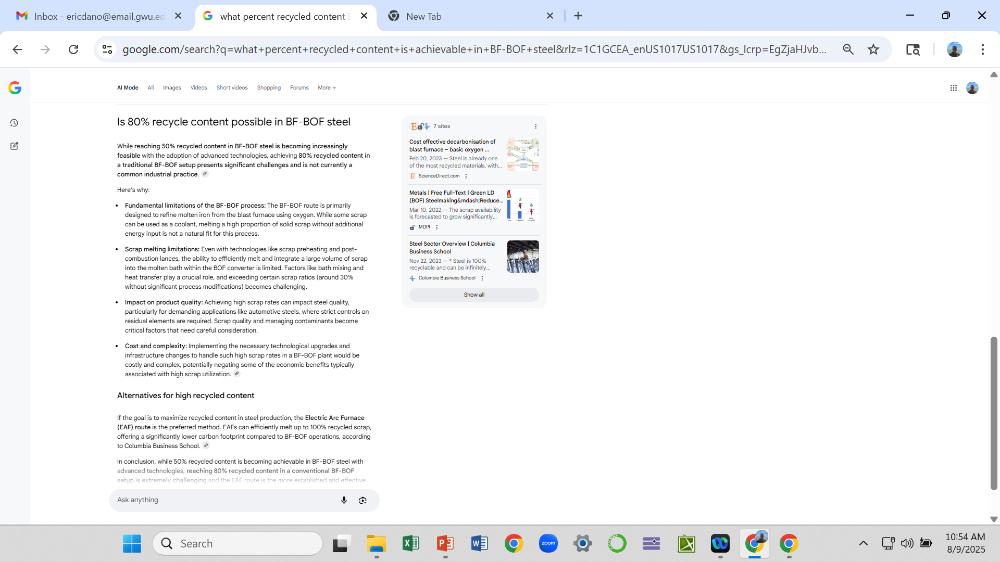 Inbox - ericdano@email.gwu.ed
what percent recycled content is
New Tab
google.com/search?q=what+percent+recycled+content+is+achievable+in+BF-BOF+steel&rlz=1C1GCEA_enUS1017US1017&gs_lcrp=EgZjaHJvb...
AI Mode All Images Videos Short videos Shopping Forums More
Is 80% recycle content possible in BF-BOF steel
While reaching 50% recycled content in BF-BOF steel is becoming increasingly
feasible with the adoption of advanced technologies, achieving 80% recycled content in
a traditional BF-BOF setup presents significant challenges and is not currently a
common industrial practice.
Here's why:
• Fundamental limitations of the BF-BOF process: The BF-BOF route is primarily
designed to refine molten iron from the blast furnace using oxygen. While some scrap
can be used as a coolant, melting a high proportion of solid scrap without additional
energy input is not a natural fit for this process.
• Scrap melting limitations: Even with technologies like scrap preheating and post-
combustion lances, the ability to efficiently melt and integrate a large volume of scrap
into the molten bath within the BOF converter is limited. Factors like bath mixing and
heat transfer play a crucial role, and exceeding certain scrap ratios (around 30%
without significant process modifications) becomes challenging.
• Impact on product quality: Achieving high scrap rates can impact steel quality,
particularly for demanding applications like automotive steels, where strict controls on
residual elements are required. Scrap quality and managing contaminants become
critical factors that need careful consideration.
• Cost and complexity: Implementing the necessary technological upgrades and
infrastructure changes to handle such high scrap rates in a BF-BOF plant would be
costly and complex, potentially negating some of the economic benefits typically
associated with high scrap utilization.
Alternatives for high recycled content
If the goal is to maximize recycled content in steel production, the Electric Arc Furnace
(EAF) route is the preferred method. EAFs can efficiently melt up to 100% recycled scrap,
offering a significantly lower carbon footprint compared to BF-BOF operations, according
to Columbia Business School.
In conclusion, while 50% recycled content is becoming achievable in BF-BOF steel with
advanced technologies, reaching 80% recycled content in a conventional BF-BOF
setup is extremely challenging and the EAF route is the more established and effective
Ask anything
7 sites
Cost effective decarbonisation of
blast furnace – basic oxygen ...
Feb 20, 2023 — Steel is already one
of the most recycled materials, with...
ScienceDirect.com
Metals | Free Full-Text | Green LD
(BOF) Steelmaking&mdash;Reduce...
Mar 10, 2022 — The scrap availability
is forecasted to grow significantly...
MDPI
Steel Sector Overview | Columbia
Business School
Nov 22, 2023 — * Steel is 100%
recyclable and can be infinitely...
Columbia Business School
Show all
Search
zoom
10:54 AM
8/9/2025